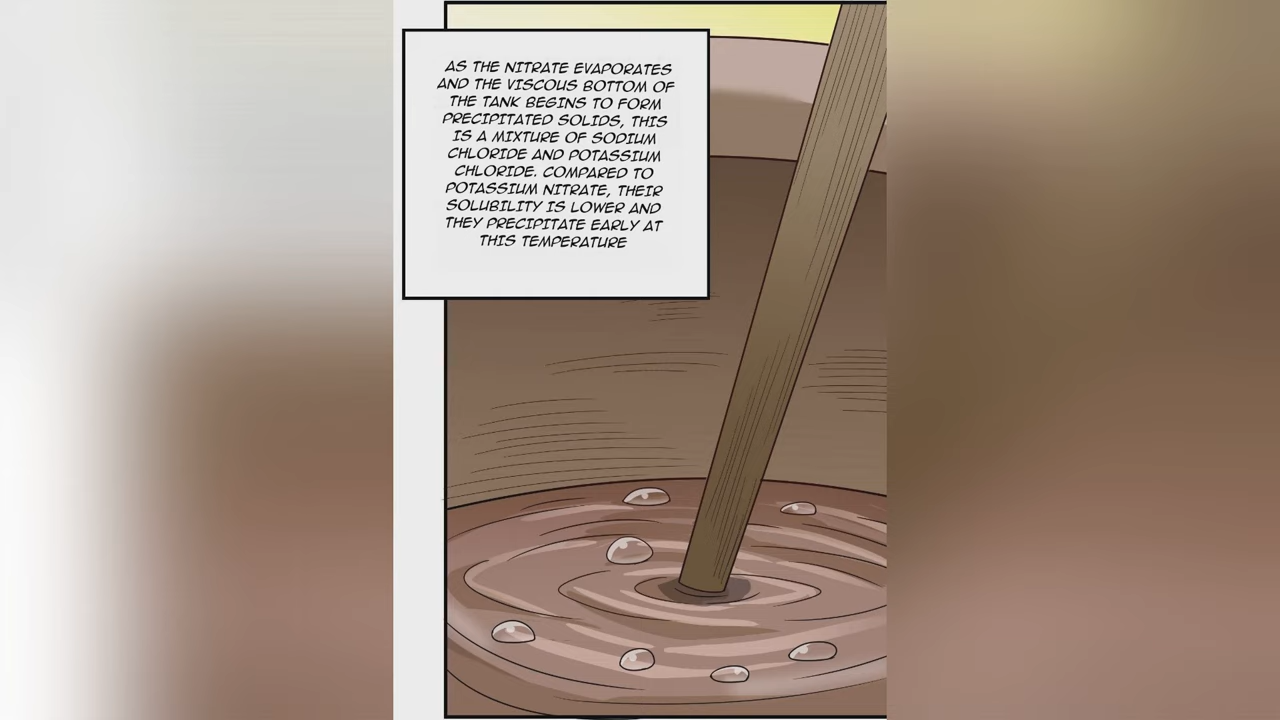 AS THE NITRATE EVAPORATES
AND THE VISCOUS BOTTOM OF
THE TANK BEGINS TO FORM
PRECIPITATED SOLIDS, THIS
IS A MIXTURE OF SODIUM
CHLORIDE AND POTASSIUM
CHLORIDE. COMPARED TO
POTASSIUM NITRATE, THEIR
SOLUBILITY IS LOWER AND
THEY PRECIPITATE EARLY AT
THIS TEMPERATURE